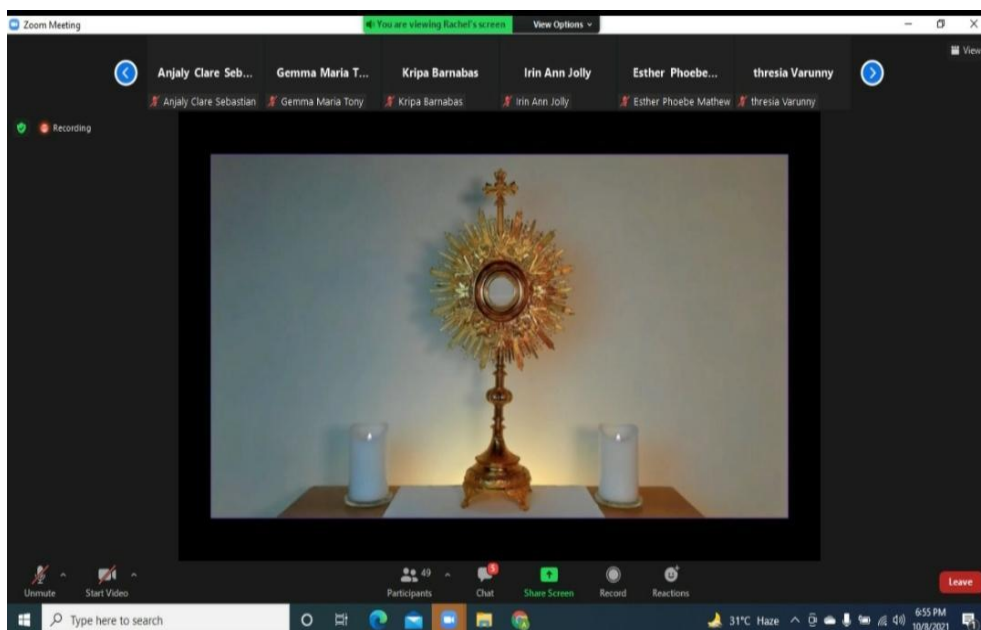 Zoom Meeting
You are viewing Rachel's screen View Options
View
Anjaly Clare Seb... Gemma Maria T... Kripa Barnabas Irin Ann Jolly Esther Phoebe... thresia Varunny
Anjaly Clare Sebastian Gemma Maria Tony Kripa Barnabas Irin Ann Jolly Esther Phoebe Mathew thresia Varunny
Recording
49 5
Unmute Start Video Participants Chat Share Screen Record Reactions Leave
Type here to search 31°C Haze 6:55 PM
10/8/2021